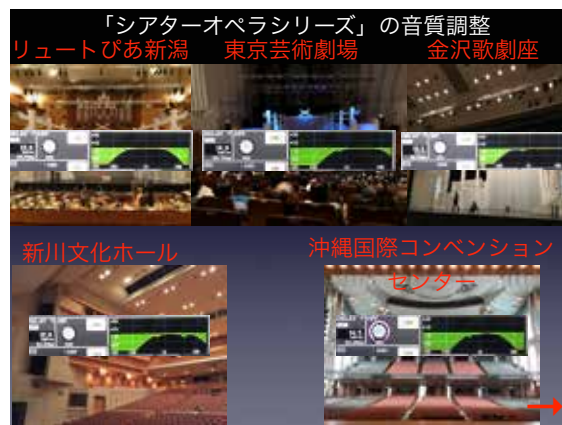 「シアターオペラシリーズ」の音質調整
リュートぴあ新潟
東京芸術劇場
金沢歌劇座
新川文化ホール
沖縄国際コンベンション
センター